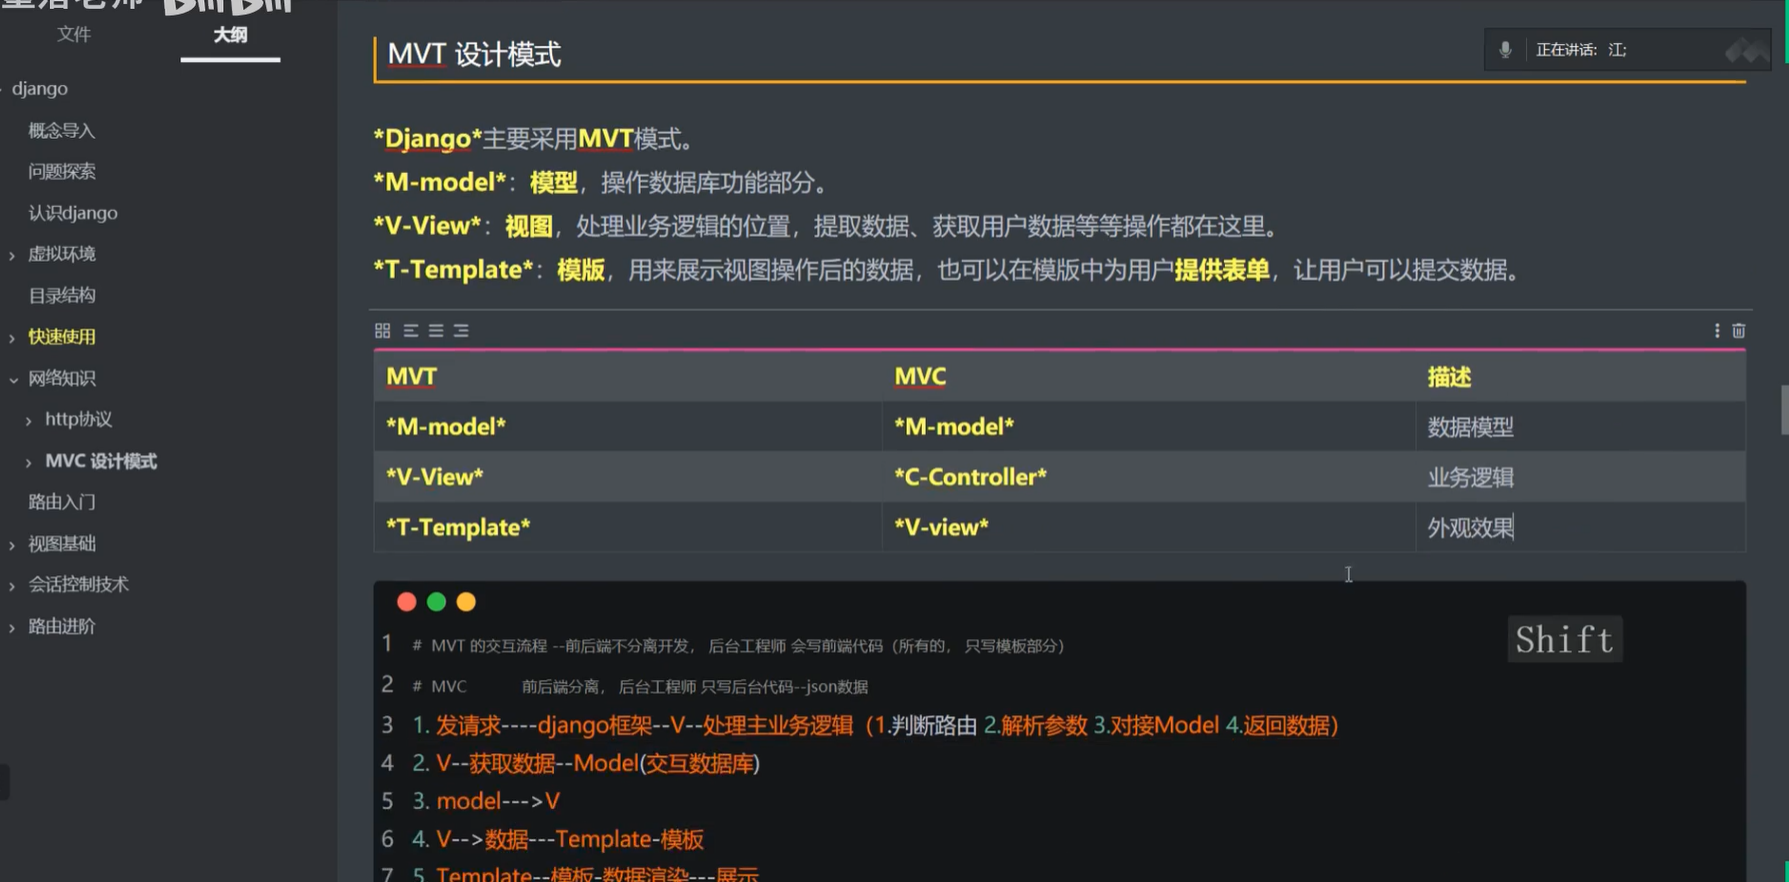 文件 大纲
django
概念导入
问题探索
认识django
虚拟环境
目录结构
快速使用
网络知识
http协议
MVC 设计模式
路由入门
视图基础
会话控制技术
路由进阶
MVT 设计模式
正在讲话: 江;
*Django*主要采用MVT模式。
*M-model*：模型，操作数据库功能部分。
*V-View*：视图，处理业务逻辑的位置，提取数据、获取用户数据等等操作都在这里。
*T-Template*：模版，用来展示视图操作后的数据，也可以在模版中为用户提供表单，让用户可以提交数据。
MVT MVC 描述
*M-model* *M-model* 数据模型
*V-View* *C-Controller* 业务逻辑
*T-Template* *V-view* 外观效果
Shift
1 # MVT 的交互流程 --前后端不分离开发， 后台工程师 会写前端代码（所有的， 只写模板部分）
2 # MVC 前后端分离， 后台工程师 只写后台代码--json数据
3 1. 发请求----django框架--V--处理主业务逻辑（1.判断路由 2.解析参数 3.对接Model 4.返回数据）
4 2. V--获取数据--Model(交互数据库)
5 3. model--->V
6 4. V-->数据---Template-模板
7 5. Template--模板-数据渲染---展示